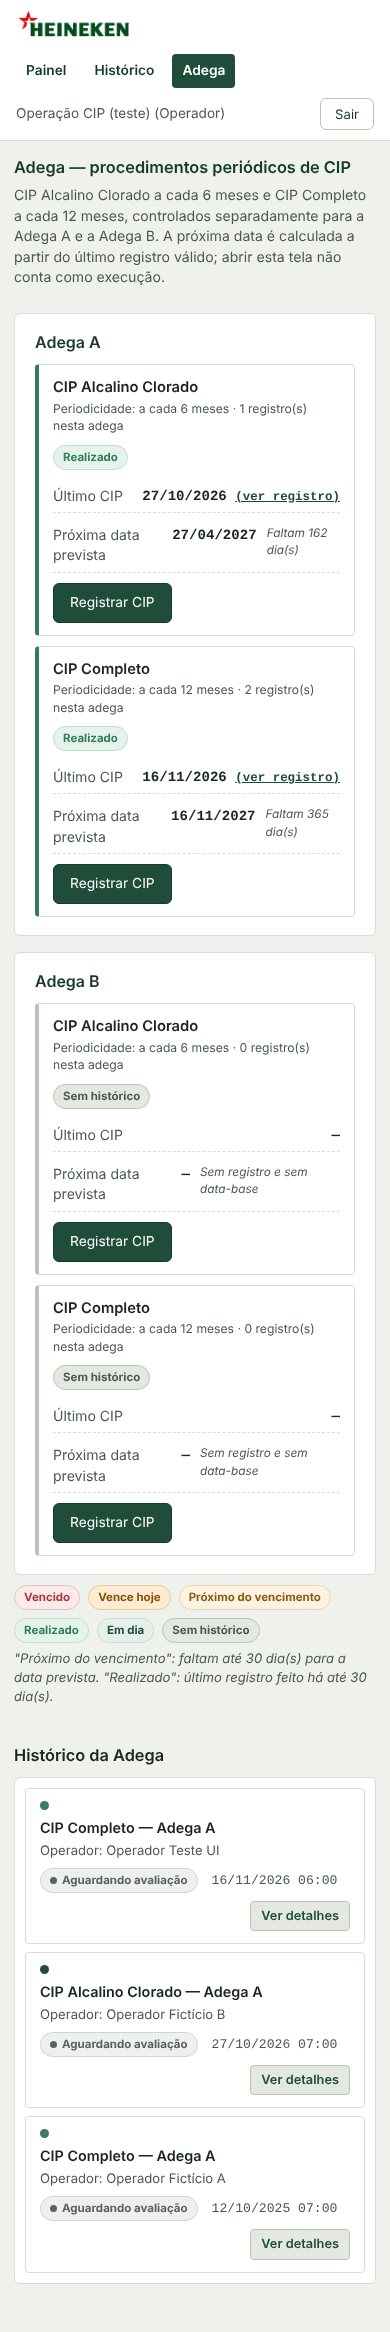 HEINEKEN
Painel Histórico Adega
Operação CIP (teste) (Operador) Sair
Adega — procedimentos periódicos de CIP
CIP Alcalino Clorado a cada 6 meses e CIP Completo
a cada 12 meses, controlados separadamente para a
Adega A e a Adega B. A próxima data é calculada a
partir do último registro válido; abrir esta tela não
conta como execução.
Adega A
CIP Alcalino Clorado
Periodicidade: a cada 6 meses · 1 registro(s)
nesta adega
Realizado
Último CIP 27/10/2026 (ver registro)
Próxima data prevista 27/04/2027 Faltam 162 dia(s)
Registrar CIP
CIP Completo
Periodicidade: a cada 12 meses · 2 registro(s)
nesta adega
Realizado
Último CIP 16/11/2026 (ver registro)
Próxima data prevista 16/11/2027 Faltam 365 dia(s)
Registrar CIP
Adega B
CIP Alcalino Clorado
Periodicidade: a cada 6 meses · 0 registro(s)
nesta adega
Sem histórico
Último CIP —
Próxima data prevista — Sem registro e sem data-base
Registrar CIP
CIP Completo
Periodicidade: a cada 12 meses · 0 registro(s)
nesta adega
Sem histórico
Último CIP —
Próxima data prevista — Sem registro e sem data-base
Registrar CIP
Vencido Vence hoje Próximo do vencimento
Realizado Em dia Sem histórico
"Próximo do vencimento": faltam até 30 dia(s) para a
data prevista. "Realizado": último registro feito há até 30
dia(s).
Histórico da Adega
CIP Completo — Adega A
Operador: Operador Teste UI
Aguardando avaliação 16/11/2026 06:00
Ver detalhes
CIP Alcalino Clorado — Adega A
Operador: Operador Fictício B
Aguardando avaliação 27/10/2026 07:00
Ver detalhes
CIP Completo — Adega A
Operador: Operador Fictício A
Aguardando avaliação 12/10/2025 07:00
Ver detalhes